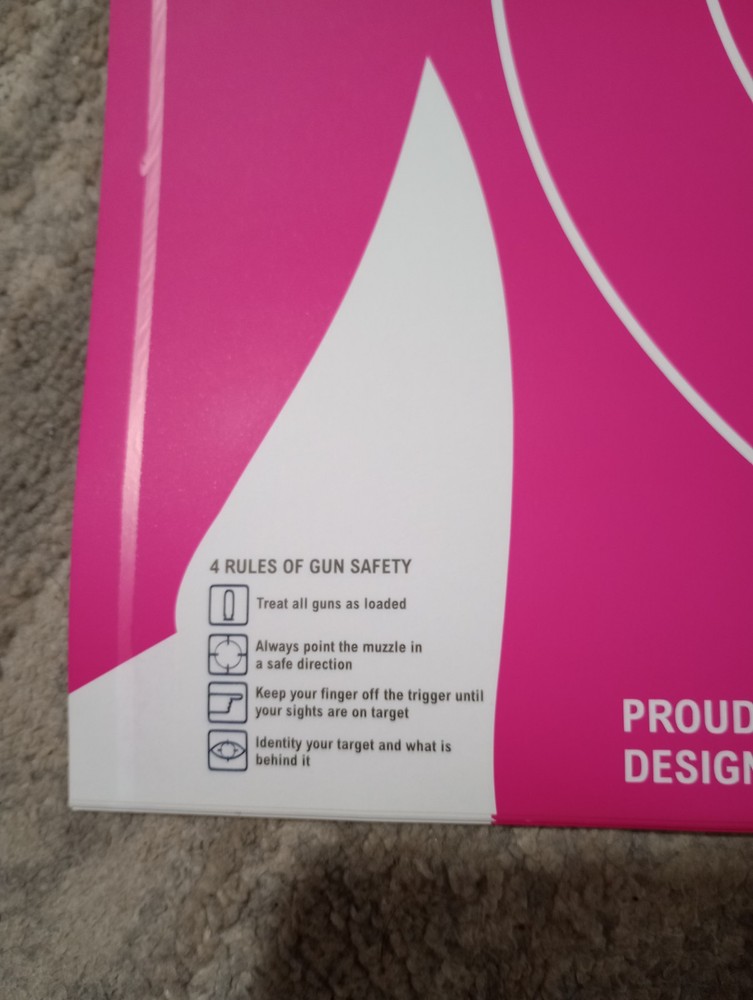 4 RULES OF GUN SAFETY
Treat all guns as loaded
Always point the muzzle in
a safe direction
Keep your finger off the trigger until
your sights are on target
Identity your target and what is
behind it
PROUD
DESIGN